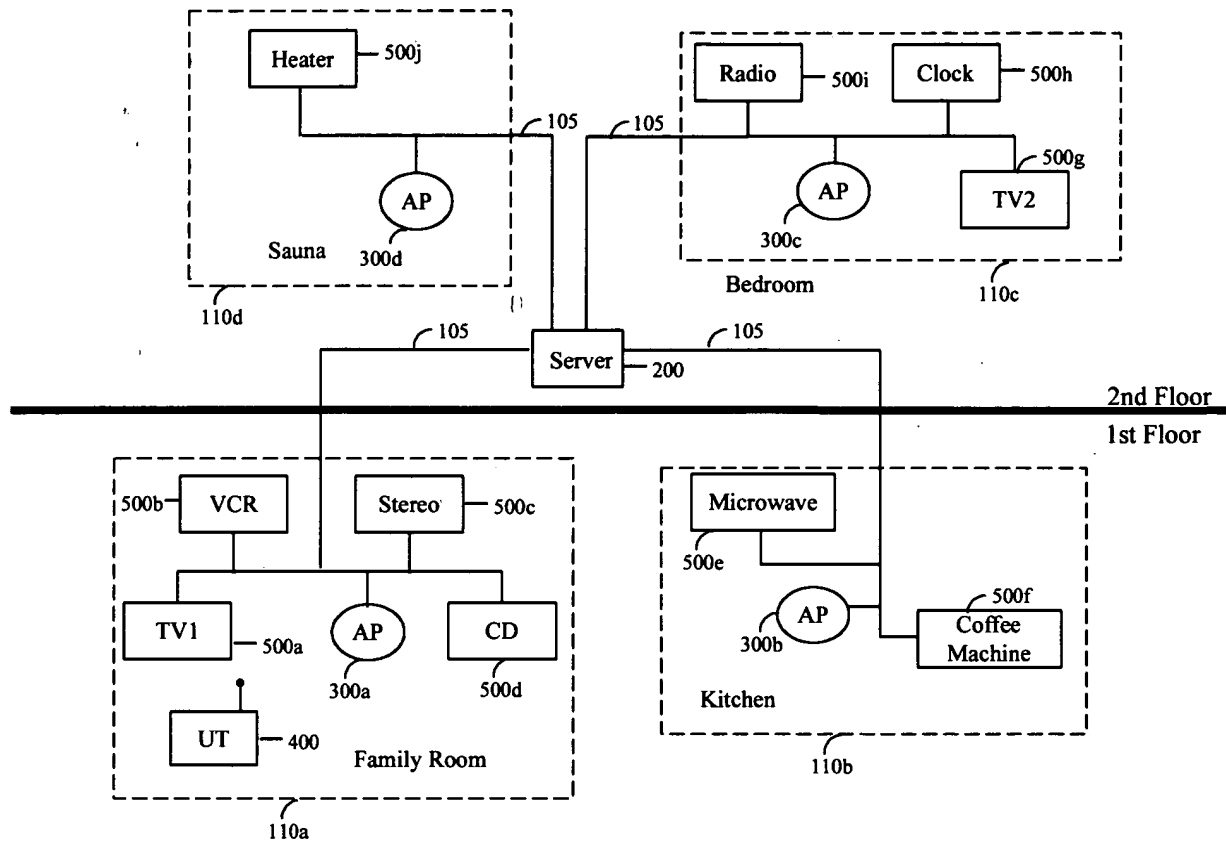 Heater
500j
Radio
500i
Clock
500h
105
105
AP
300d
Sauna
110d
AP
300c
500g
TV2
Bedroom
110c
105
Server
200
105
2nd Floor
1st Floor
500b
VCR
Stereo
500c
TV1
500a
AP
300a
CD
500d
UT
400
Family Room
110a
Microwave
500e
AP
300b
500f
Coffee
Machine
Kitchen
110b